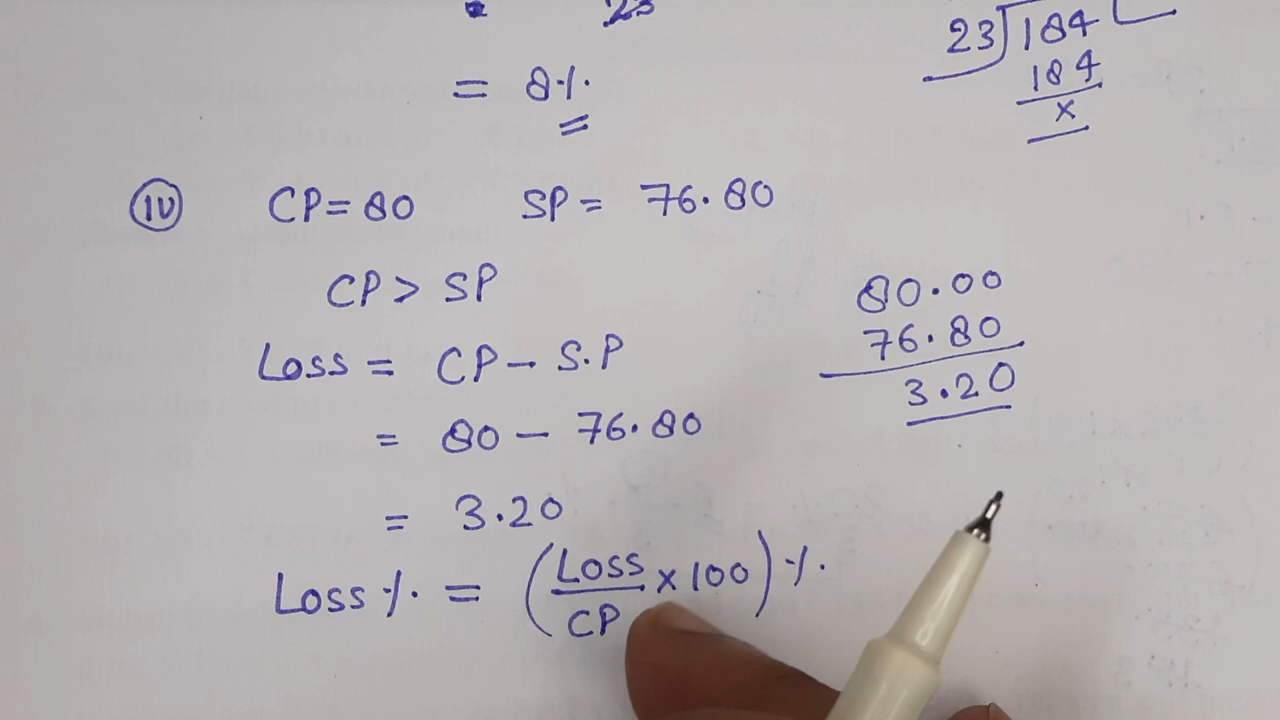 23
23 184
= 8%
184
x
iv CP = 80 SP = 76.80
CP > SP
80.00
76.80
Loss = CP - S.P
3.20
= 80 - 76.80
= 3.20
Loss % = (Loss/CP x 100) %